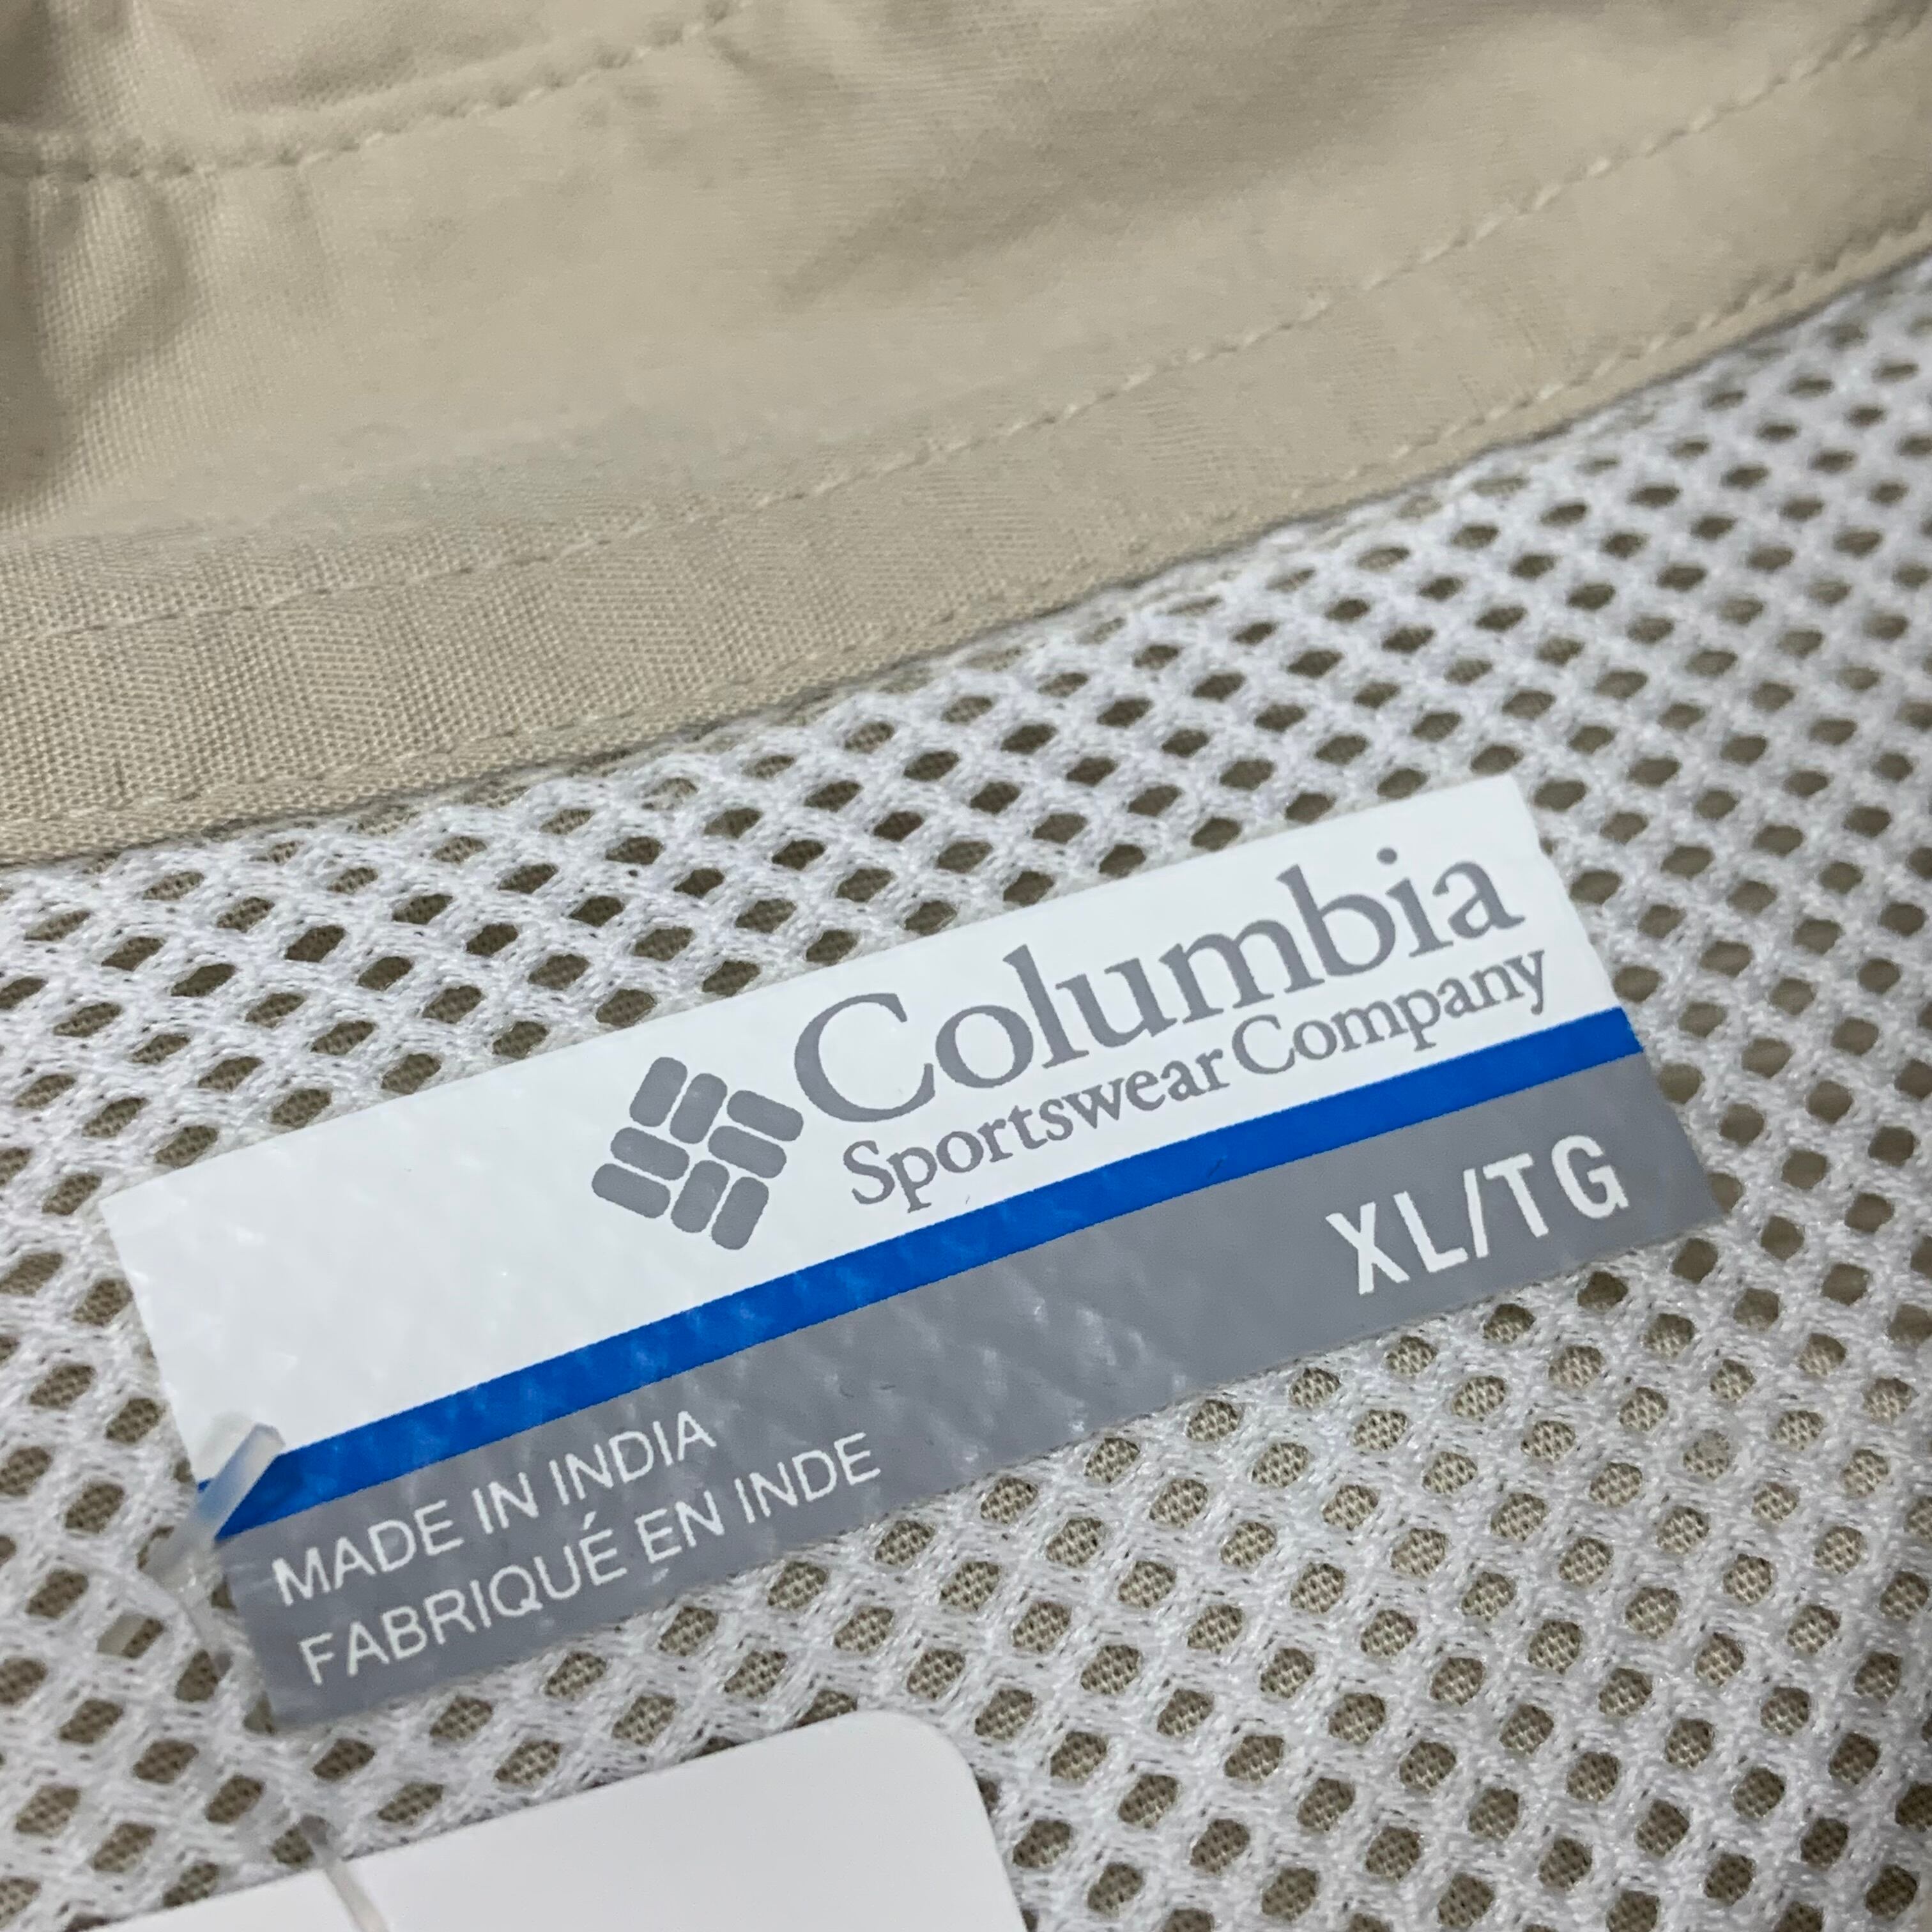 Columbia
Sportswear Company
XL/TG
MADE IN INDIA
FABRIQUÉ EN INDE